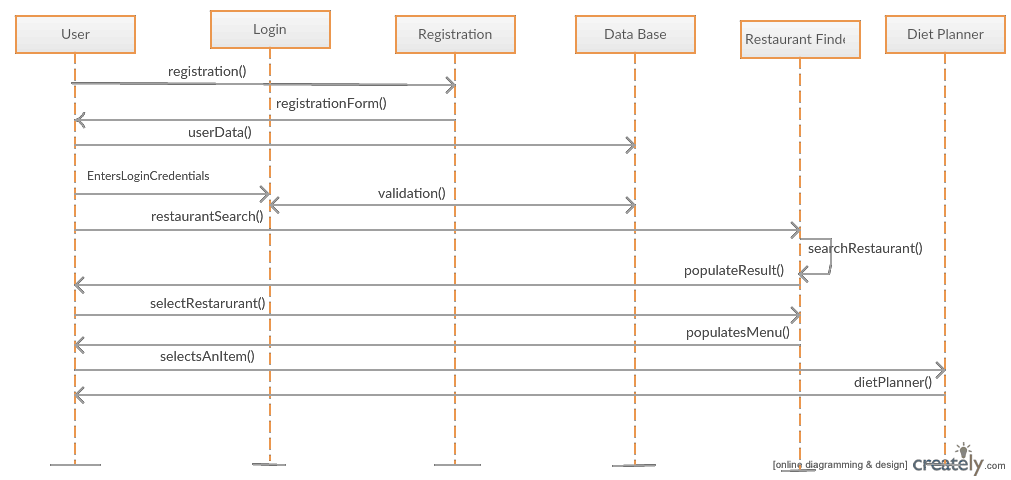 User
Login
Registration
Data Base
Restaurant Finde
Diet Planner
registration()
registrationForm()
userData()
EntersLoginCredentials
validation()
restaurantSearch()
searchRestaurant()
populateResult()
selectRestarurant()
populatesMenu()
selectsAnItem()
dietPlanner()
[online diagramming & design] creately.com